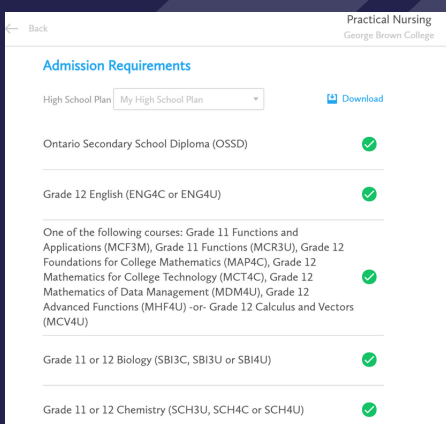 Practical Nursing
← Back
George Brown College
Admission Requirements
High School Plan My High School Plan
Download
Ontario Secondary School Diploma (OSSD)
Grade 12 English (ENG4C or ENG4U)
One of the following courses: Grade 11 Functions and
Applications (MCF3M), Grade 11 Functions (MCR3U), Grade 12
Foundations for College Mathematics (MAP4C), Grade 12
Mathematics for College Technology (MCT4C), Grade 12
Mathematics of Data Management (MDM4U), Grade 12
Advanced Functions (MHF4U) -or- Grade 12 Calculus and Vectors
(MCV4U)
Grade 11 or 12 Biology (SBI3C, SBI3U or SBI4U)
Grade 11 or 12 Chemistry (SCH3U, SCH4C or SCH4U)